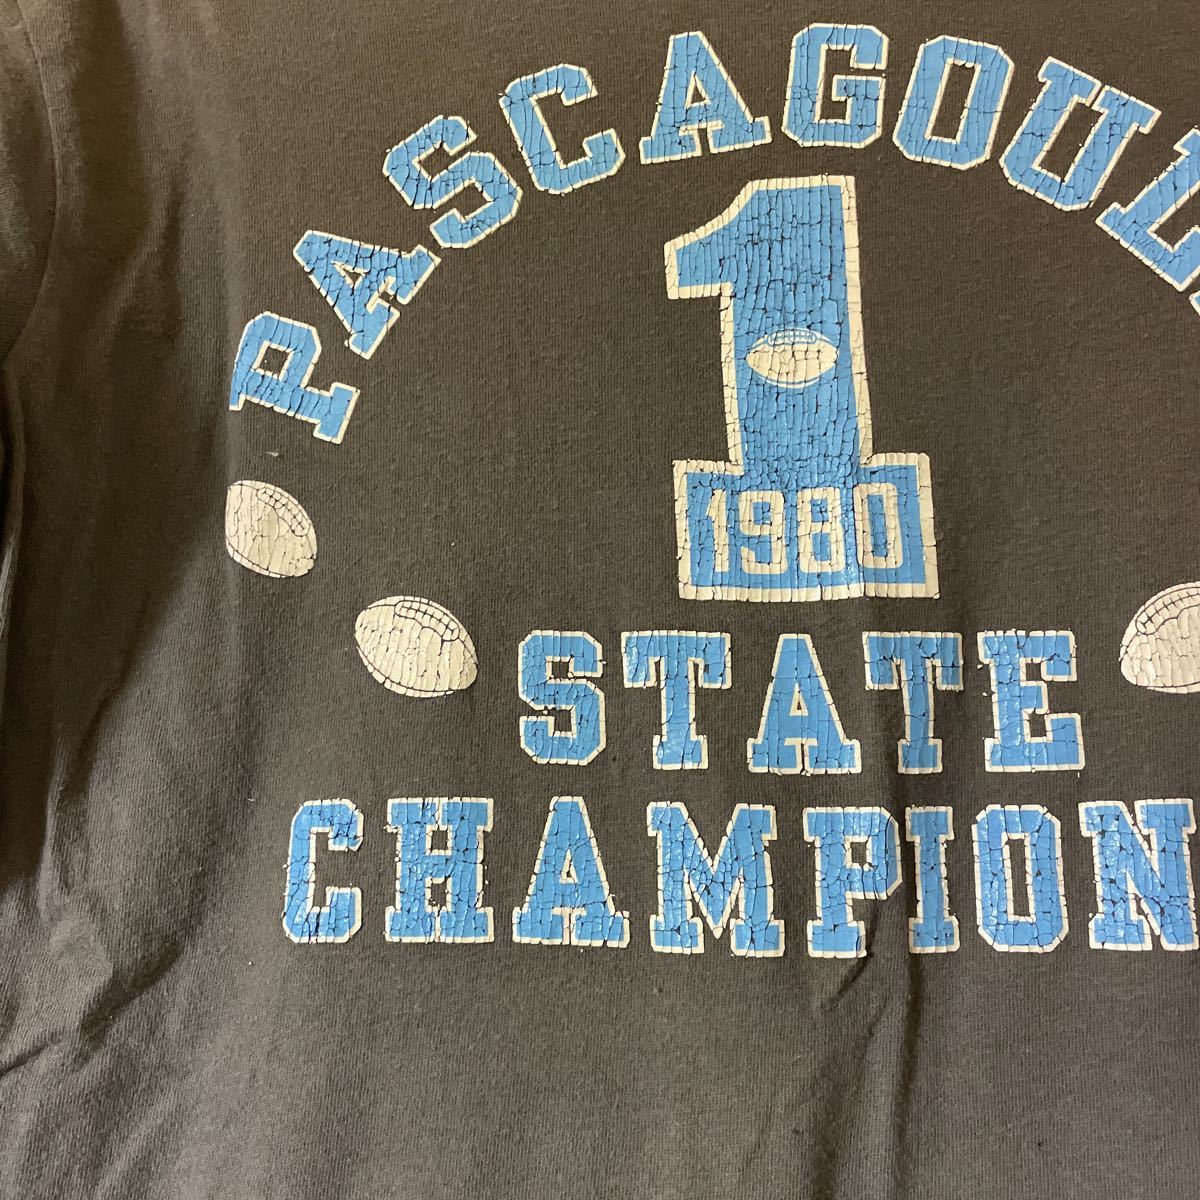 PASCAGOUL
1
1980
STATE
CHAMPION